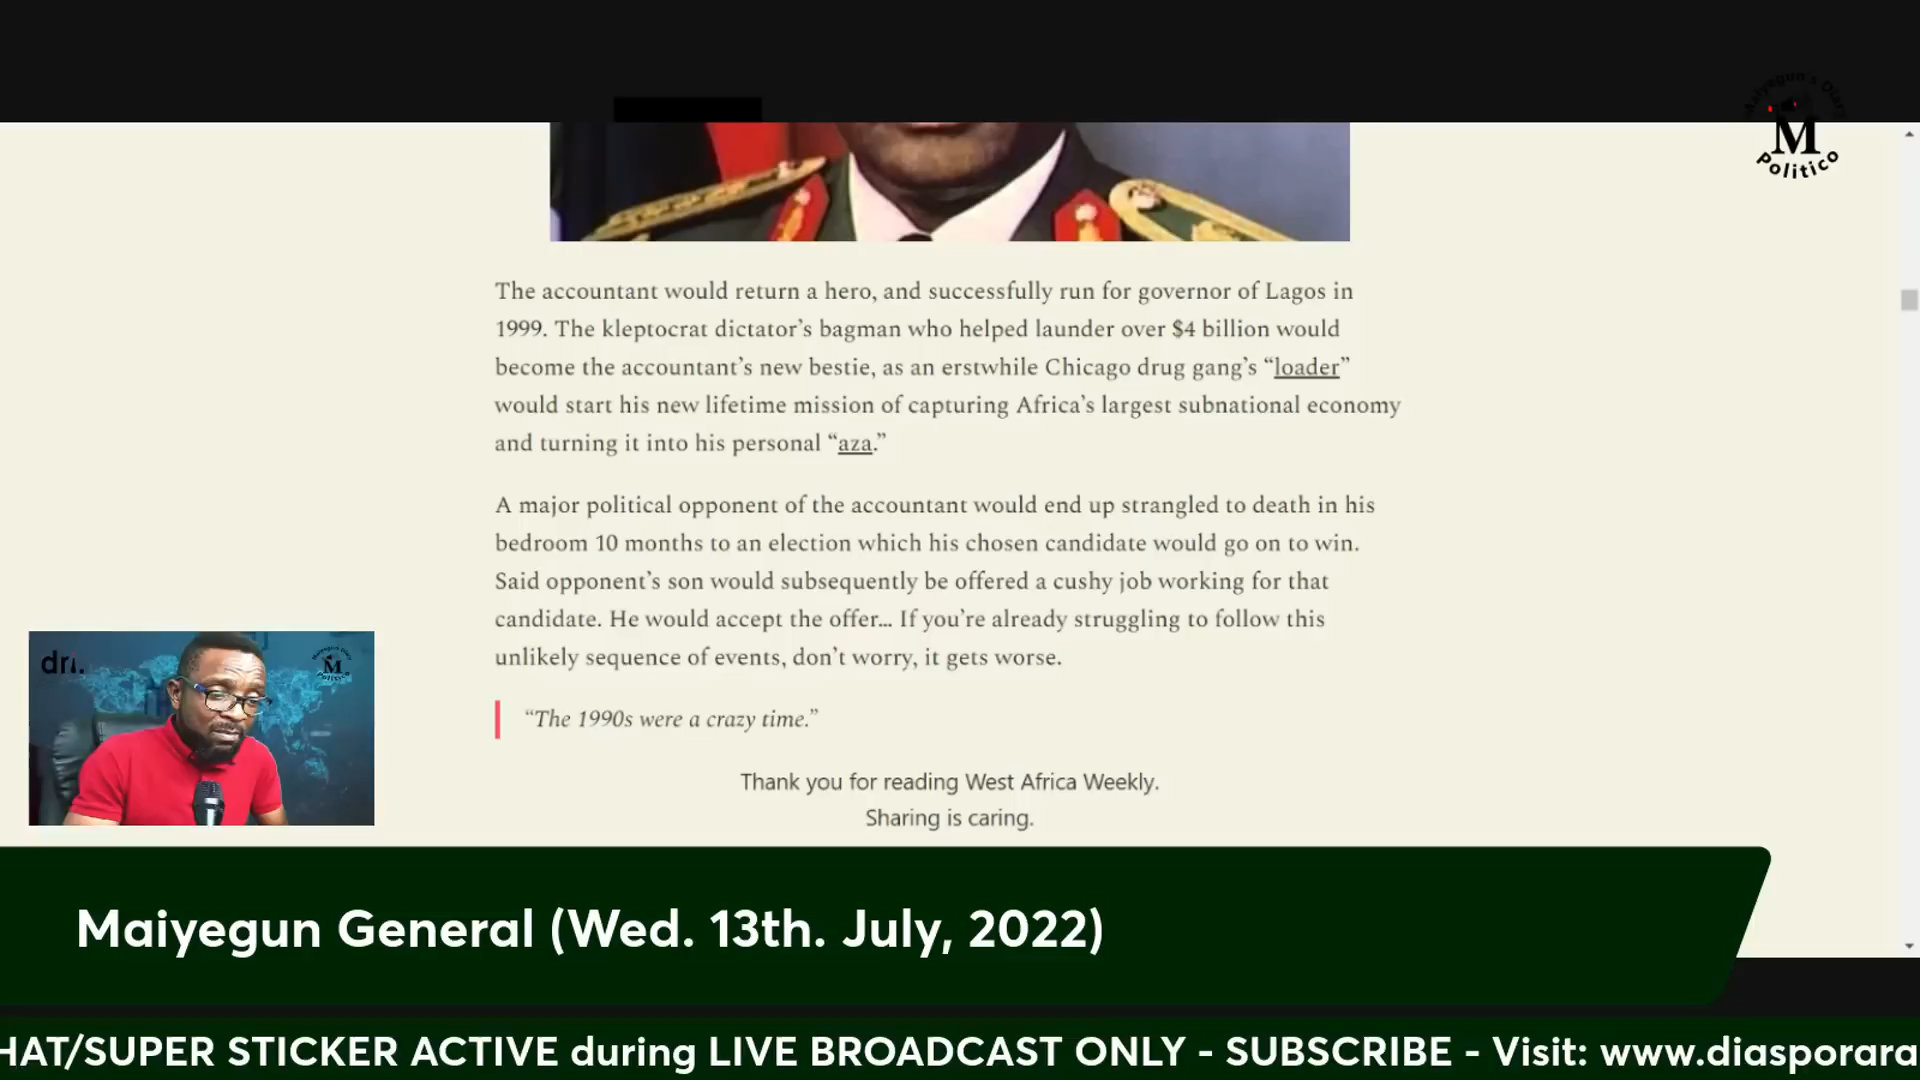 Maiyegun's Diary
M
Politico
The accountant would return a hero, and successfully run for governor of Lagos in
1999. The kleptocrat dictator’s bagman who helped launder over $4 billion would
become the accountant’s new bestie, as an erstwhile Chicago drug gang’s “loader”
would start his new lifetime mission of capturing Africa’s largest subnational economy
and turning it into his personal “aza.”
A major political opponent of the accountant would end up strangled to death in his
bedroom 10 months to an election which his chosen candidate would go on to win.
Said opponent’s son would subsequently be offered a cushy job working for that
candidate. He would accept the offer... If you’re already struggling to follow this
unlikely sequence of events, don’t worry, it gets worse.
“The 1990s were a crazy time.”
Thank you for reading West Africa Weekly.
Sharing is caring.
dri.
M
Politico
Maiyegun General (Wed. 13th. July, 2022)
HAT/SUPER STICKER ACTIVE during LIVE BROADCAST ONLY - SUBSCRIBE - Visit: www.diasporara